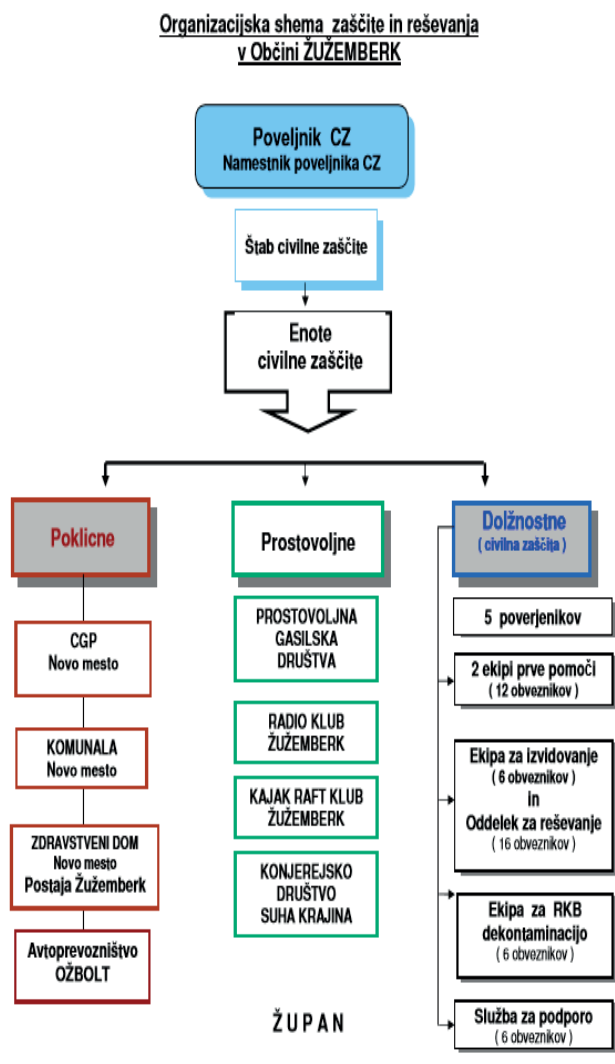 Organizacijska shema zaščite in reševanja
v Občini ŽUŽEMBERK
Poveljnik CZ
Namestnik poveljnika CZ
Štab civilne zaščite
Enote
civilne zaščite
Poklicne
CGP
Novo mesto
KOMUNALA
Novo mesto
ZDRAVSTVENI DOM
Novo mesto
Postaja Žužemberk
Avtoprevozništvo
OŽBOLT
Prostovoljne
PROSTOVOLJNA
GASILSKA
DRUŠTVA
RADIO KLUB
ŽUŽEMBERK
KAJAK RAFT KLUB
ŽUŽEMBERK
KONJEREJSKO
DRUŠTVO
SUHA KRAJINA
Dolžnostne
( civilna zaščita )
5 poverjenikov
2 ekipi prve pomoči
( 12 obveznikov )
Ekipa za izvidovanje
(6 obveznikov )
in
Oddelek za reševanje
( 16 obveznikov )
Ekipa za RKB
dekontaminacijo
( 6 obveznikov )
Služba za podporo
( 6 obveznikov )
Ž U P A N